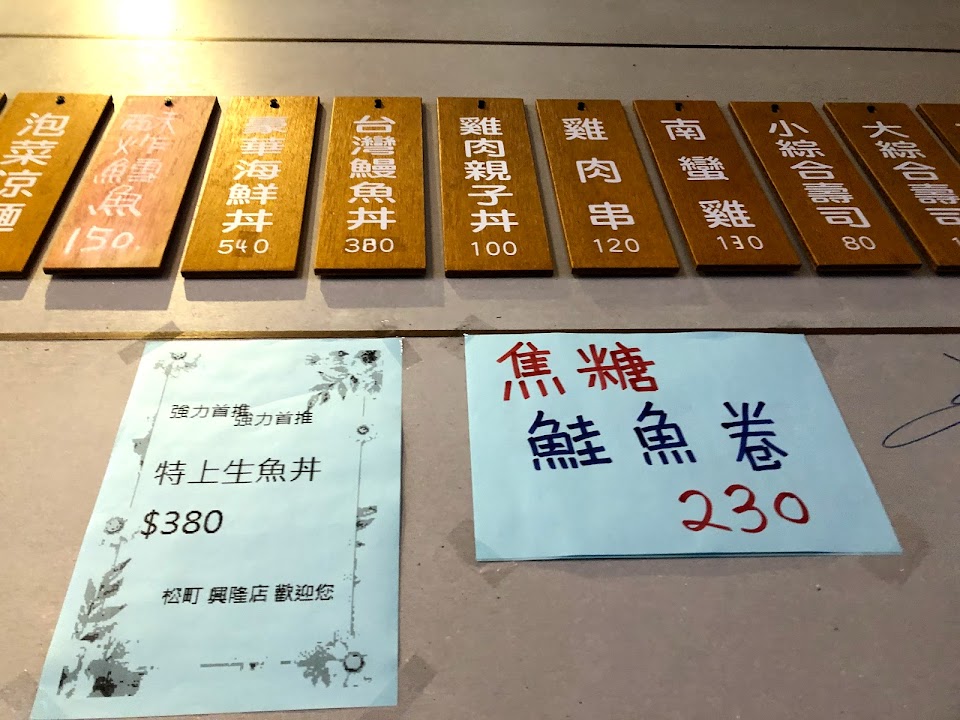 泡菜涼麵
酥炸鱈魚
150
豪華海鮮丼
540
台灣鰻魚丼
380
雞肉親子丼
100
雞肉串
120
南蠻雞
130
小綜合壽司
80
大綜合壽司
強力首推
強力首推
特上生魚丼
$380
松町 興隆店 歡迎您
焦糖
鮭魚卷
230